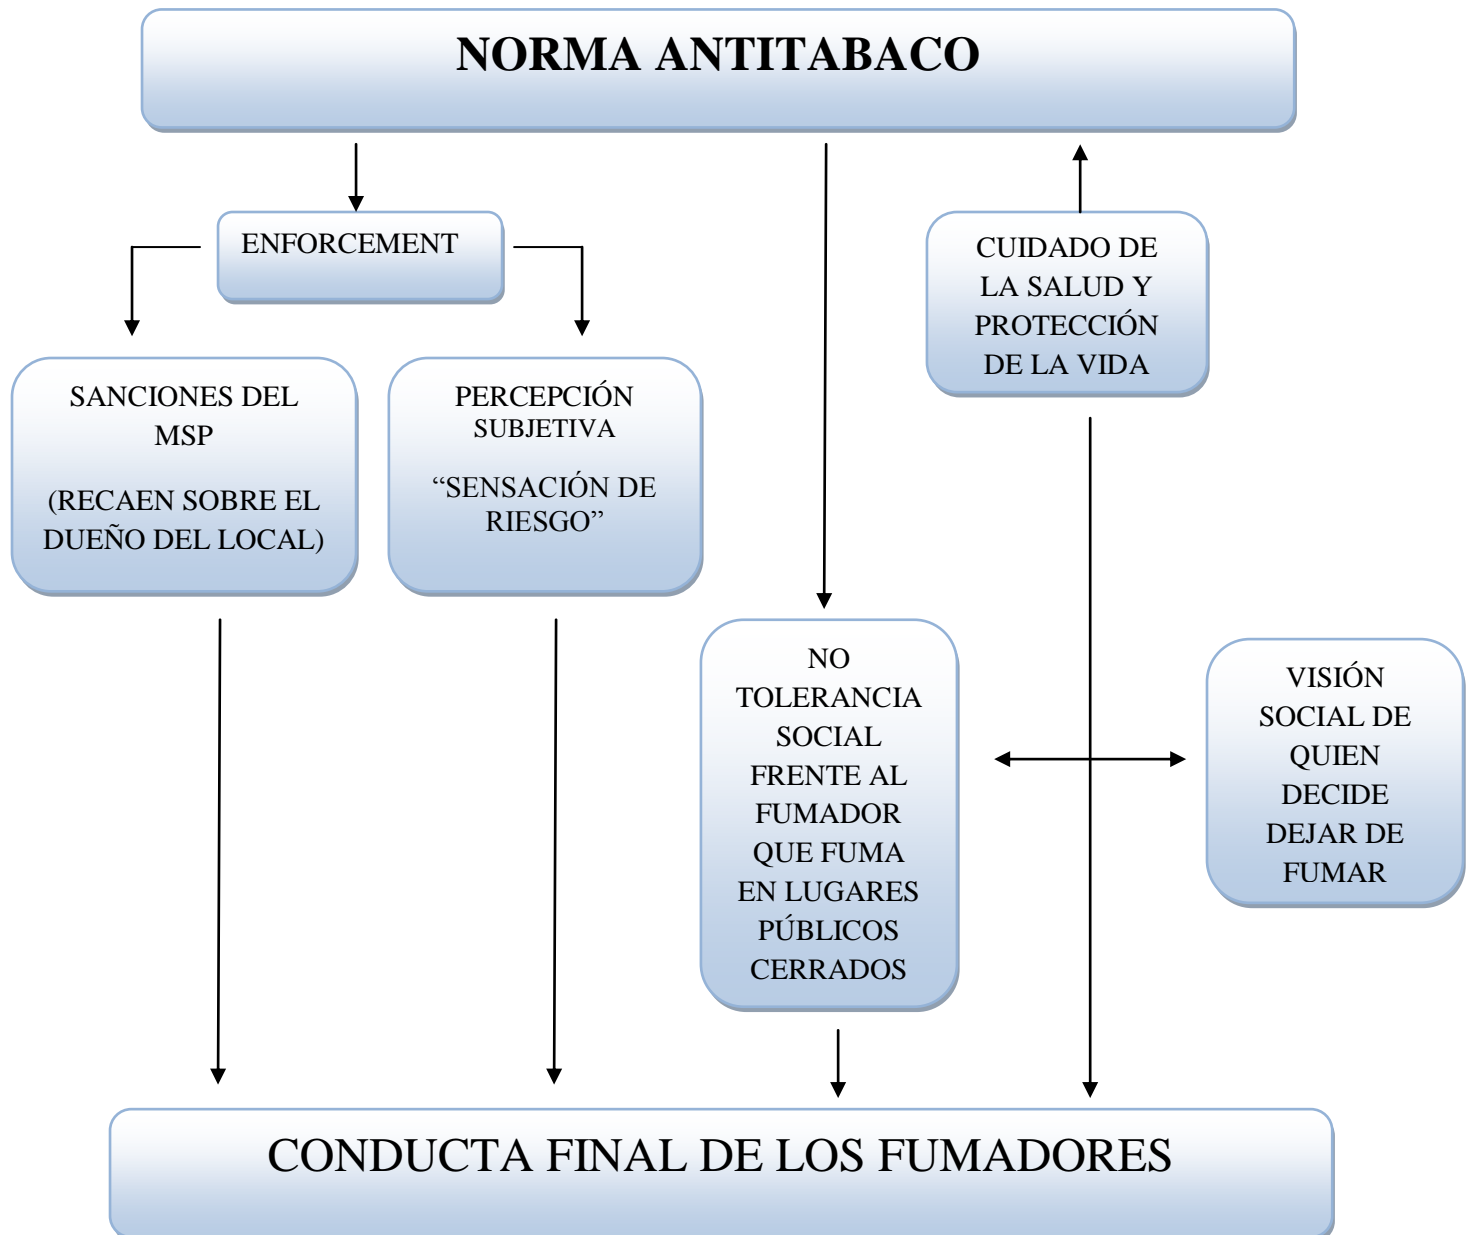 NORMA ANTITABACO
ENFORCEMENT
CUIDADO DE
LA SALUD Y
PROTECCIÓN
DE LA VIDA
SANCIONES DEL
MSP
(RECAEN SOBRE EL
DUEÑO DEL LOCAL)
PERCEPCIÓN
SUBJETIVA
“SENSACIÓN DE
RIESGO”
NO
TOLERANCIA
SOCIAL
FRENTE AL
FUMADOR
QUE FUMA
EN LUGARES
PÚBLICOS
CERRADOS
VISIÓN
SOCIAL DE
QUIEN
DECIDE
DEJAR DE
FUMAR
CONDUCTA FINAL DE LOS FUMADORES